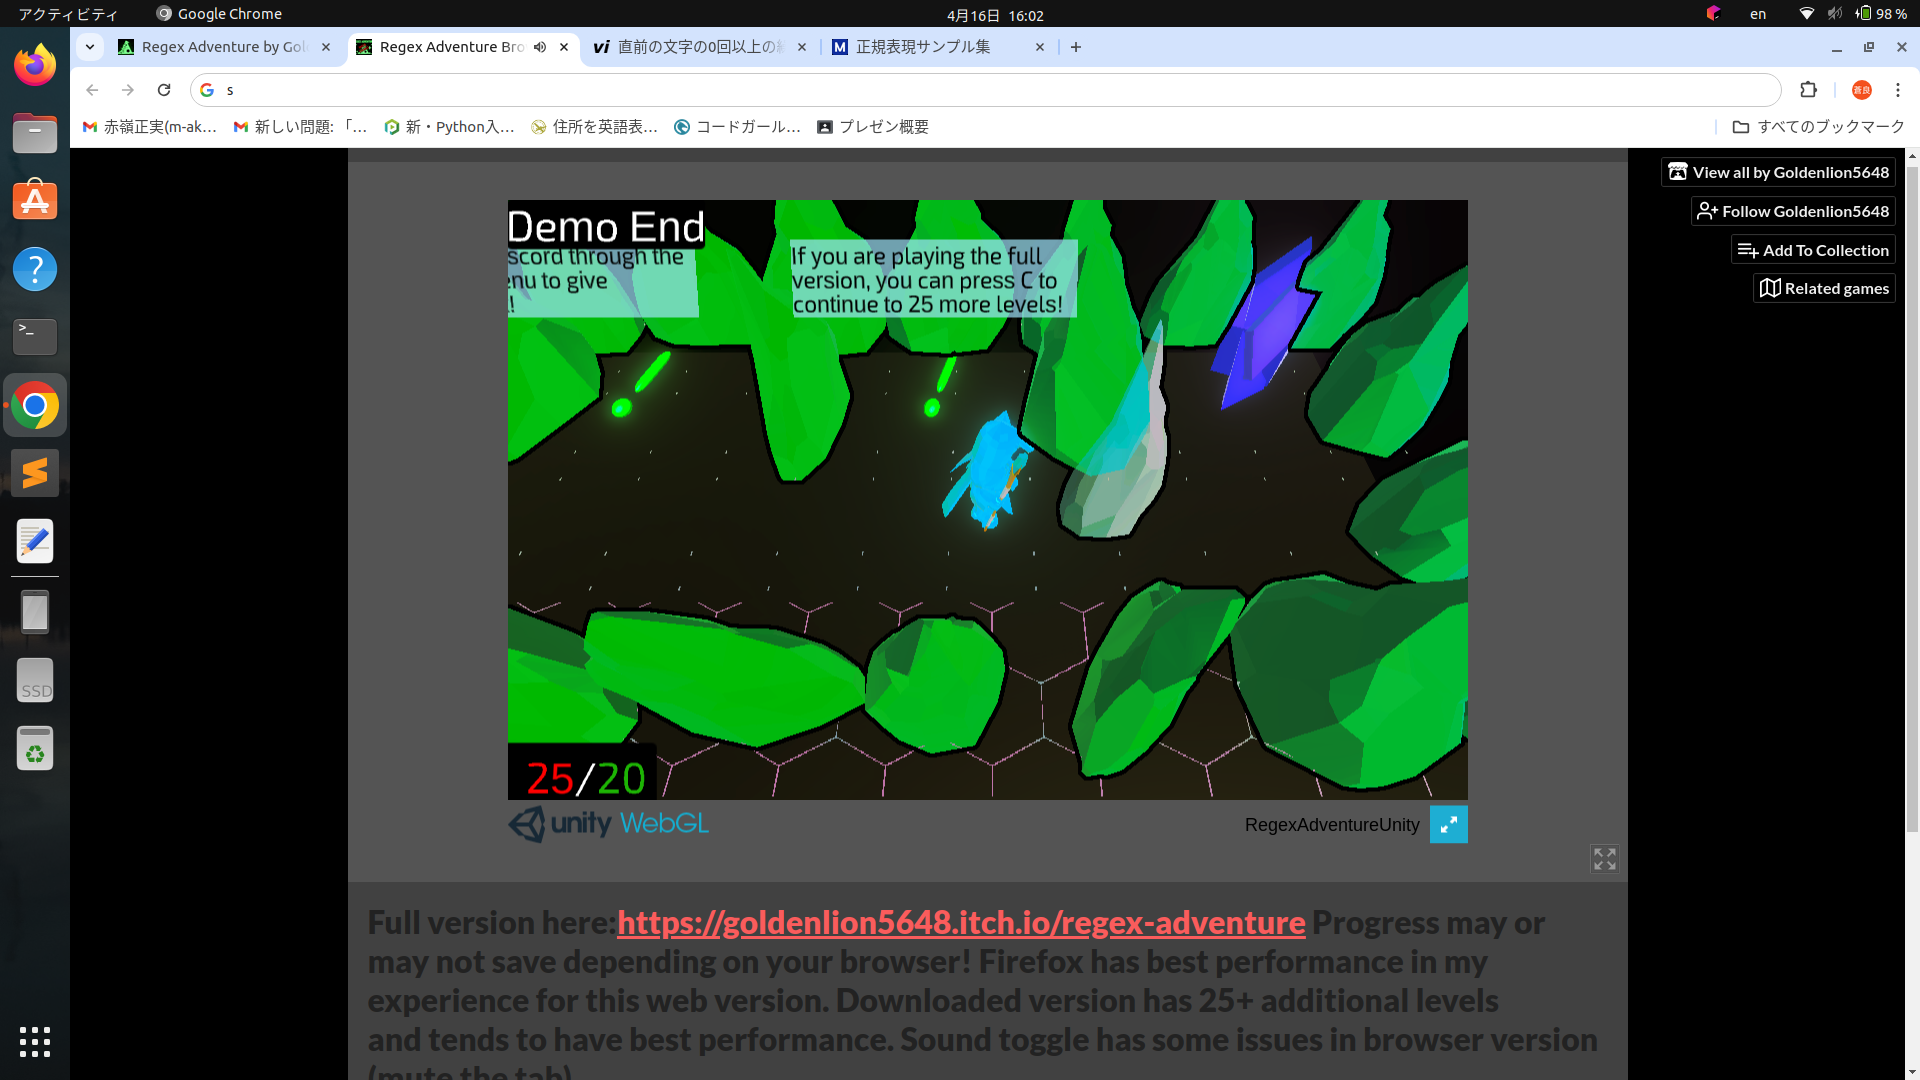 アクティビティ
Google Chrome
4月16日 16:02
en
98 %
Regex Adventure by Gol
Regex Adventure Bro
vi 直前の文字の0回以上の
M 正規表現サンプル集
s
蒼良
赤嶺正実(m-ak…
新しい問題: 「…
新・Python入…
住所を英語表…
コードガール…
プレゼン概要
すべてのブックマーク
View all by Goldenlion5648
Follow Goldenlion5648
Add To Collection
Related games
Demo End
scord through the
enu to give
!
If you are playing the full
version, you can press C to
continue to 25 more levels!
25/20
unity WebGL
RegexAdventureUnity
SSD
Full version here:https://goldenlion5648.itch.io/regex-adventure Progress may or
may not save depending on your browser! Firefox has best performance in my
experience for this web version. Downloaded version has 25+ additional levels
and tends to have best performance. Sound toggle has some issues in browser version
(mute the tab)